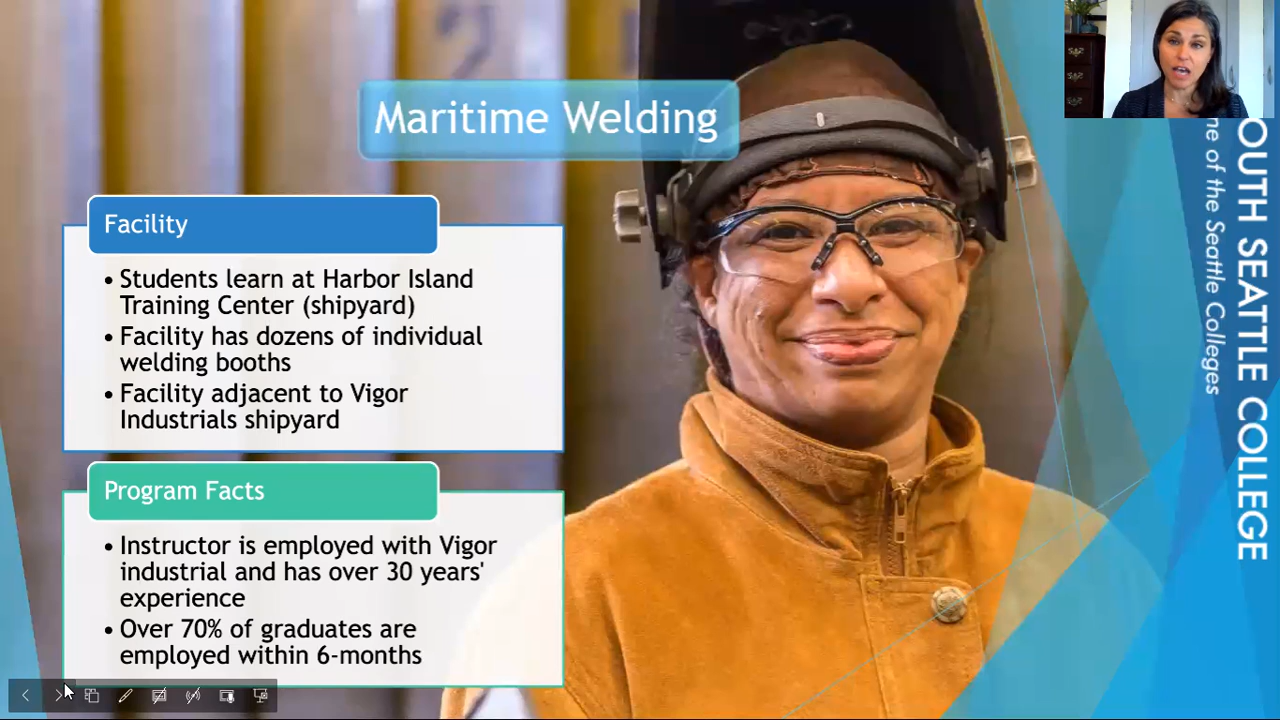 Maritime Welding
Facility
• Students learn at Harbor Island
Training Center (shipyard)
• Facility has dozens of individual
welding booths
• Facility adjacent to Vigor
Industrials shipyard
Program Facts
• Instructor is employed with Vigor
industrial and has over 30 years'
experience
• Over 70% of graduates are
employed within 6-months
OUTH SEATTLE COLLEGE
ne of the Seattle Colleges